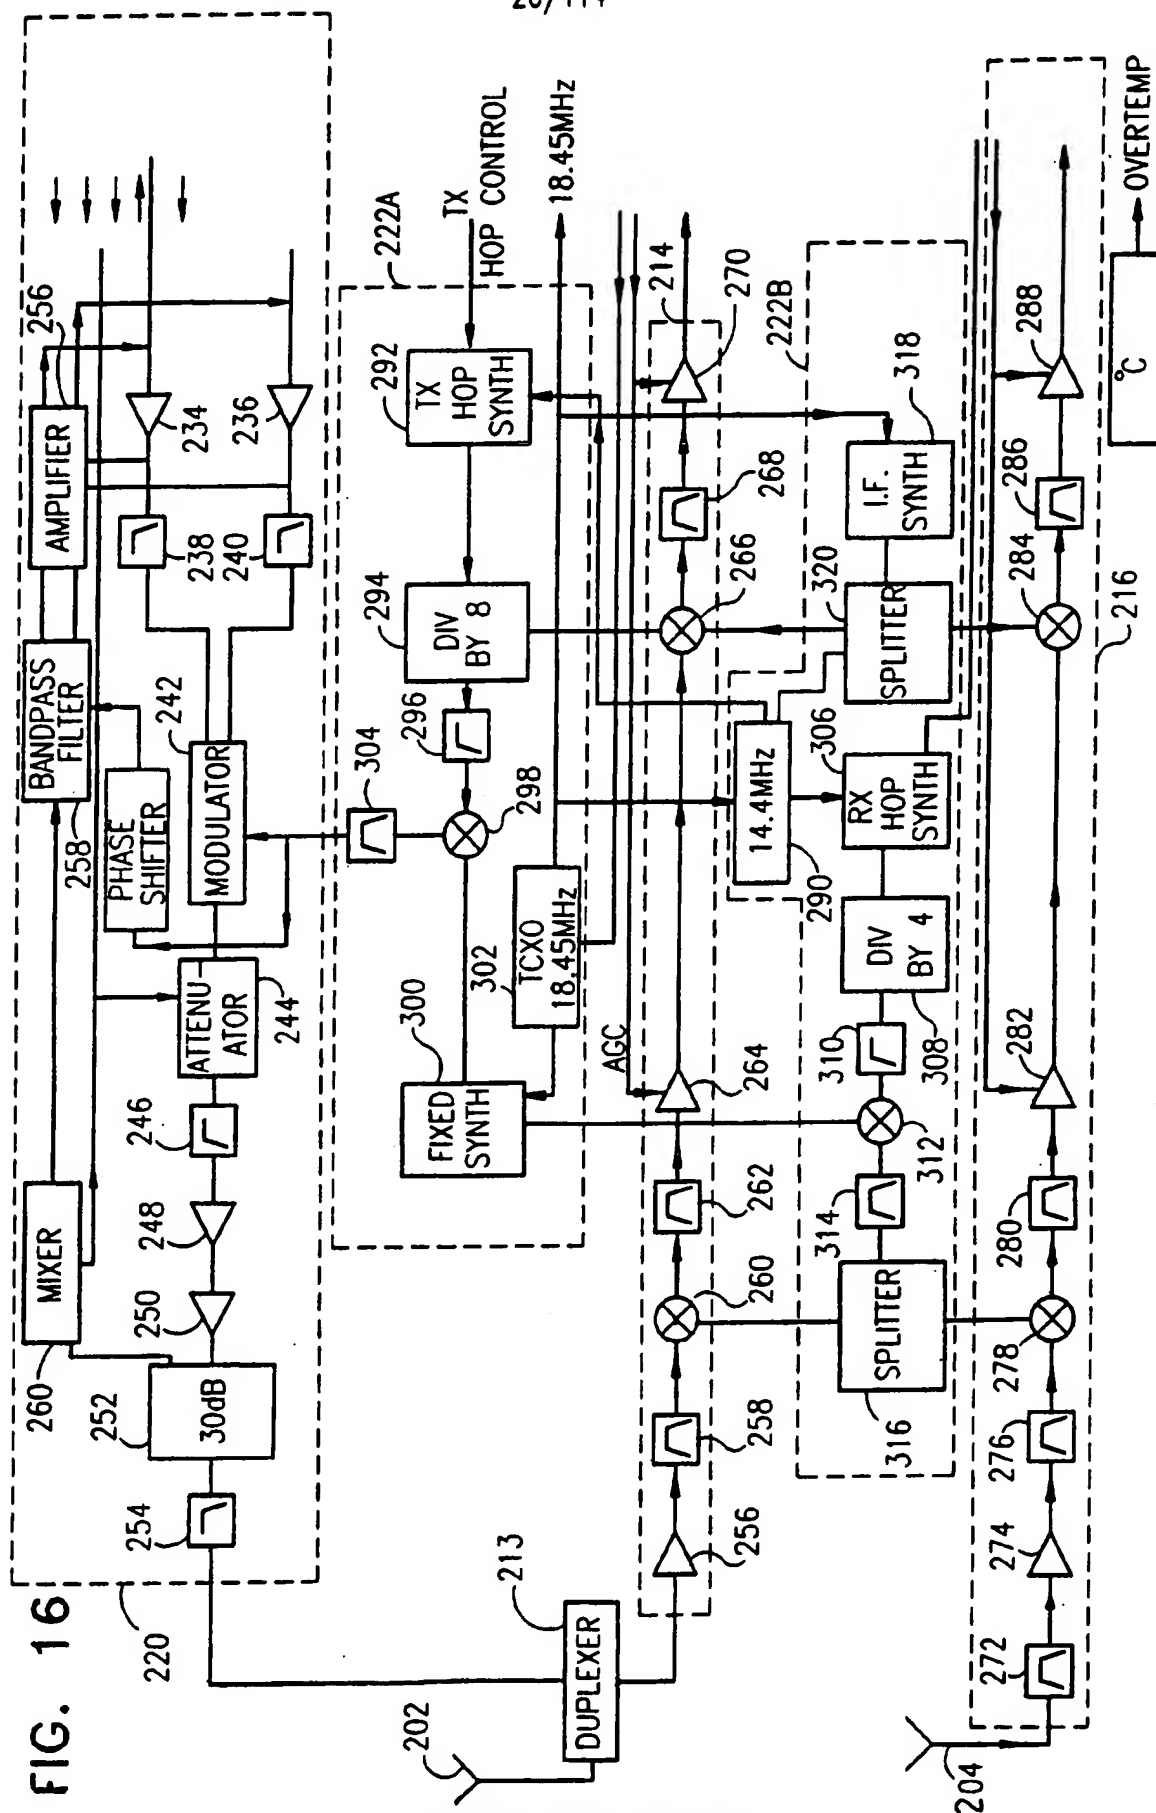 FIG. 16
220
254
30dB
252
MIXER
260
250
248
246
ATTENU-
ATOR
244
MODULATOR
242
PHASE
SHIFTER
BANDPASS
FILTER
258
AMPLIFIER
256
238
240
234
236
202
DUPLEXER
213
222A
FIXED
SYNTH
300
TCXO
18.45MHz
302
304
298
296
DIV
BY 8
294
TX
HOP
SYNTH
292
TX
HOP CONTROL
18.45MHz
AGC
256
258
260
262
264
266
268
270
214
222B
SPLITTER
316
314
312
310
DIV
BY 4
308
RX
HOP
SYNTH
306
14.4MHz
290
SPLITTER
320
I.F.
SYNTH
318
204
272
274
276
278
280
282
284
286
288
216
°C
OVERTEMP